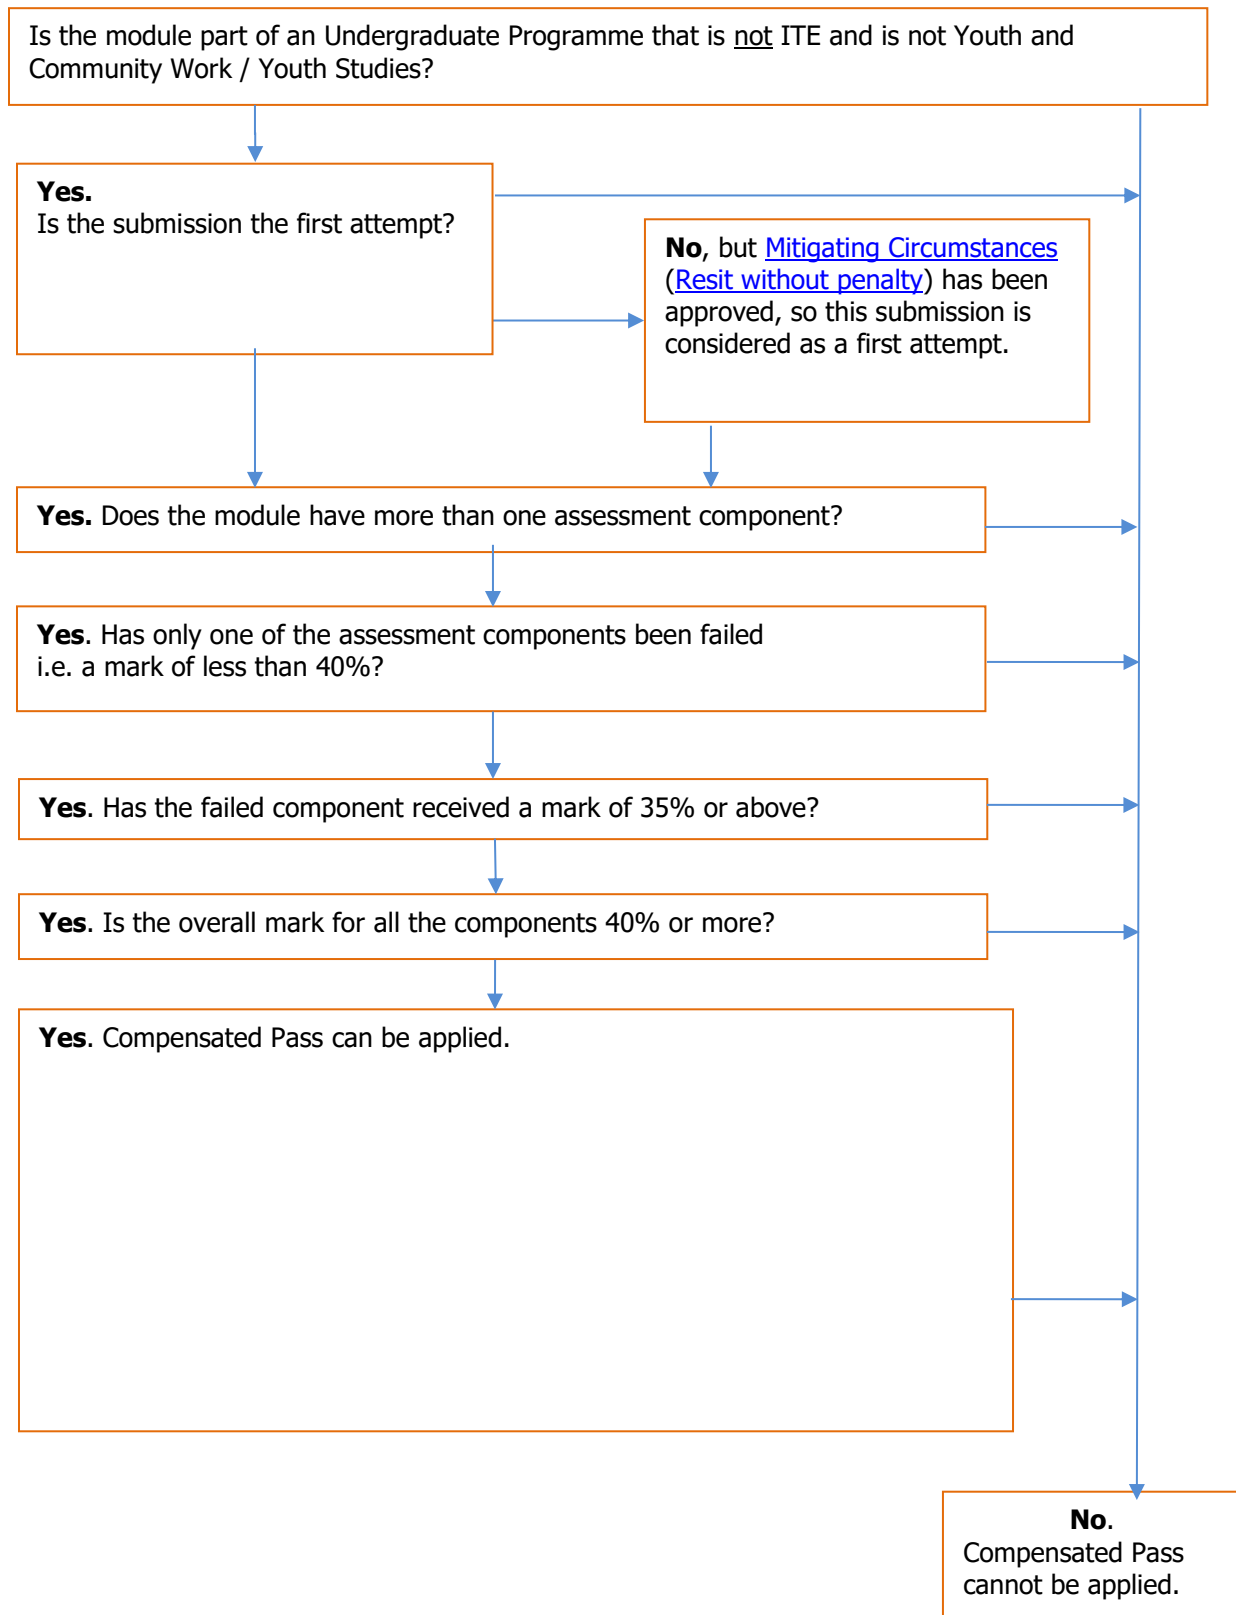 Is the module part of an Undergraduate Programme that is not ITE and is not Youth and
Community Work / Youth Studies?
Yes.
Is the submission the first attempt?
No, but Mitigating Circumstances
(Resit without penalty) has been
approved, so this submission is
considered as a first attempt.
Yes. Does the module have more than one assessment component?
Yes. Has only one of the assessment components been failed
i.e. a mark of less than 40%?
Yes. Has the failed component received a mark of 35% or above?
Yes. Is the overall mark for all the components 40% or more?
Yes. Compensated Pass can be applied.
No.
Compensated Pass
cannot be applied.